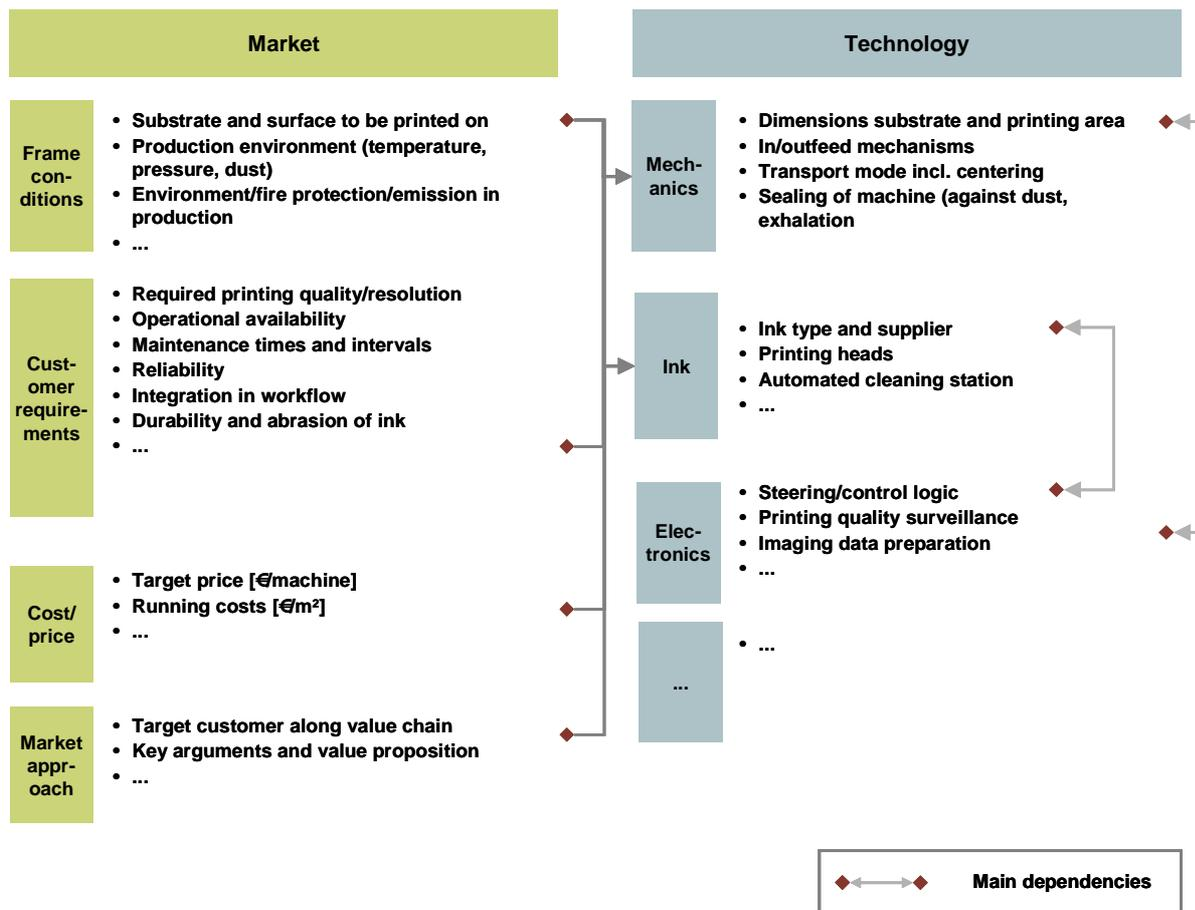 Market
Frame
con-
ditions
• Substrate and surface to be printed on
• Production environment (temperature,
pressure, dust)
• Environment/fire protection/emission in
production
• ...
Cust-
omer
require-
ments
• Required printing quality/resolution
• Operational availability
• Maintenance times and intervals
• Reliability
• Integration in workflow
• Durability and abrasion of ink
• ...
Cost/
price
• Target price [€/machine]
• Running costs [€/m²]
• ...
Market
appr-
oach
• Target customer along value chain
• Key arguments and value proposition
• ...
Technology
Mech-
anics
• Dimensions substrate and printing area
• In/outfeed mechanisms
• Transport mode incl. centering
• Sealing of machine (against dust,
exhalation
Ink
• Ink type and supplier
• Printing heads
• Automated cleaning station
• ...
Elec-
tronics
• Steering/control logic
• Printing quality surveillance
• Imaging data preparation
• ...
...
• ...
Main dependencies